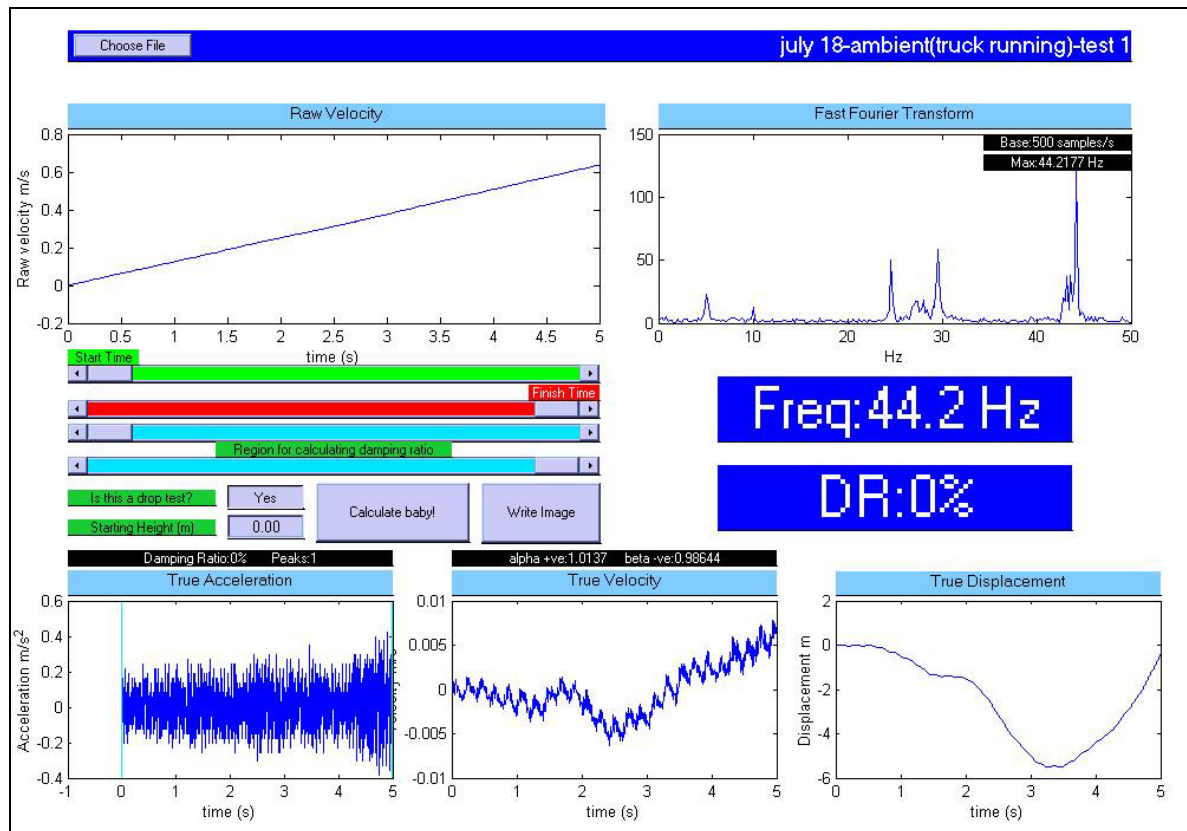 Choose File
july 18-ambient(truck running)-test 1
Raw Velocity
0.8
0.6
0.4
0.2
0
-0.2
Raw velocity m/s
0 0.5 1 1.5 2 2.5 3 3.5 4 4.5 5
time (s)
Fast Fourier Transform
Base:500 samples/s
Max:44.2177 Hz
150
100
50
0
0 10 20 30 40 50
Hz
Start Time
Finish Time
Region for calculating damping ratio
Is this a drop test?
Yes
Starting Height (m)
0.00
Calculate baby!
Write Image
Freq:44.2 Hz
DR:0%
Damping Ratio:0% Peaks:1
True Acceleration
0.6
0.4
0.2
0
-0.2
-0.4
Acceleration m/s²
-1 0 1 2 3 4 5
time (s)
alpha +ve:1.0137 beta -ve:0.98644
True Velocity
0.01
0.005
0
-0.005
-0.01
0 1 2 3 4 5
time (s)
True Displacement
2
0
-2
-4
-6
Displacement m
0 1 2 3 4 5
time (s)